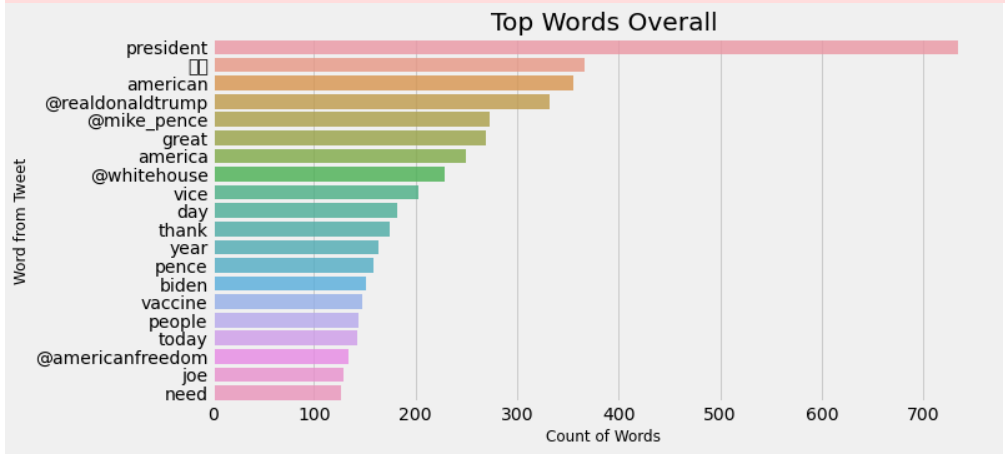 Top Words Overall
president
american
@realdonaldtrump
@mike_pence
great
america
@whitehouse
vice
day
thank
year
pence
biden
vaccine
people
today
@americanfreedom
joe
need
Word from Tweet
0 100 200 300 400 500 600 700
Count of Words